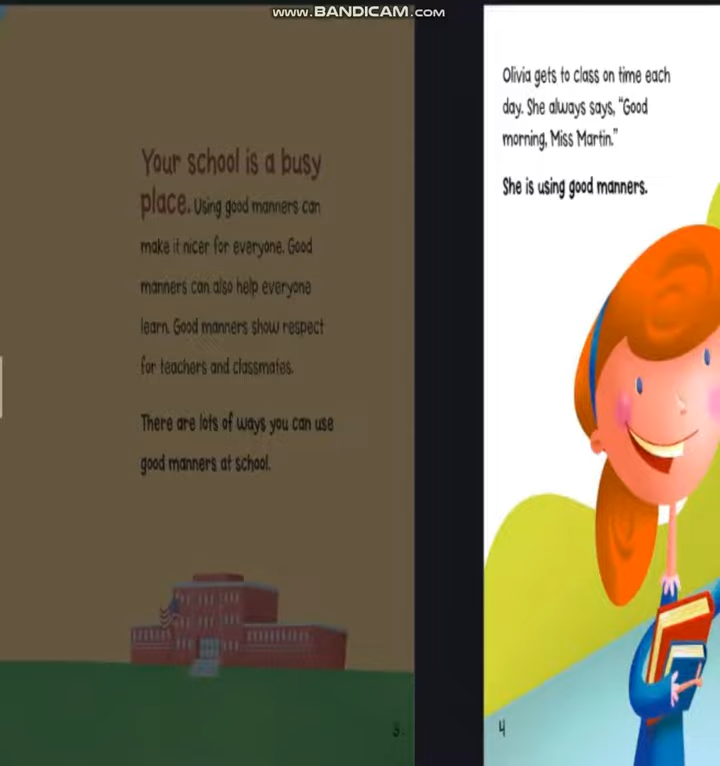 www.BANDICAM.com
Your school is a busy
place. Using good manners can
make it nicer for everyone. Good
manners can also help everyone
learn. Good manners show respect
for teachers and classmates.
There are lots of ways you can use
good manners at school.
3
Olivia gets to class on time each
day. She always says, “Good
morning, Miss Martin.”
She is using good manners.
4